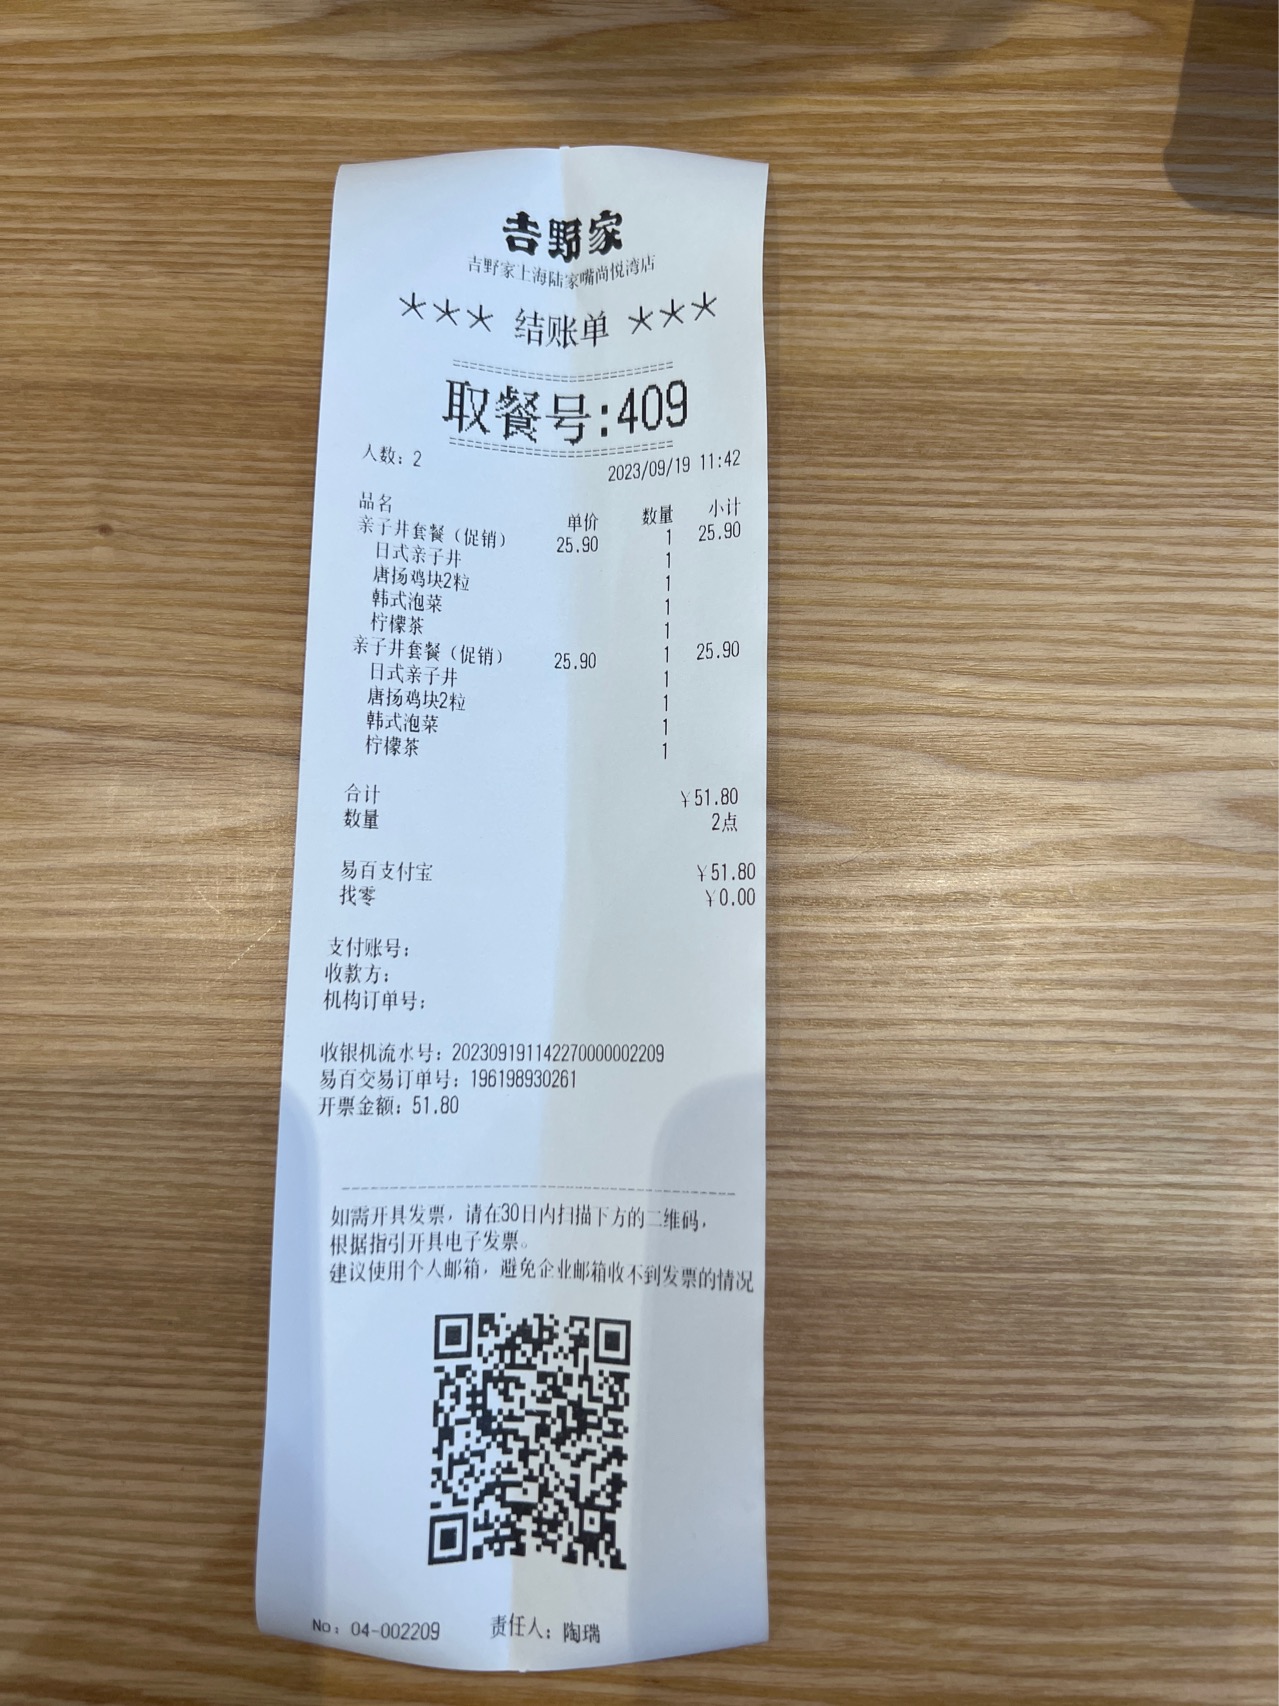 吉野家
吉野家上海陆家嘴尚悦湾店
*** 结账单 ***
取餐号:409
人数: 2 2023/09/19 11:42
品名 单价 数量 小计
亲子丼套餐（促销） 25.90 1 25.90
日式亲子丼 1
唐扬鸡块2粒 1
韩式泡菜 1
柠檬茶 1
亲子丼套餐（促销） 25.90 1 25.90
日式亲子丼 1
唐扬鸡块2粒 1
韩式泡菜 1
柠檬茶 1
合计 ¥51.80
数量 2点
易百支付宝 ¥51.80
找零 ¥0.00
支付账号:
收款方:
机构订单号:
收银机流水号: 202309191142270000002209
易百交易订单号: 196198930261
开票金额: 51.80
如需开具发票，请在30日内扫描下方的二维码，
根据指引开具电子发票。
建议使用个人邮箱，避免企业邮箱收不到发票的情况
No: 04-002209 责任人: 陶瑞